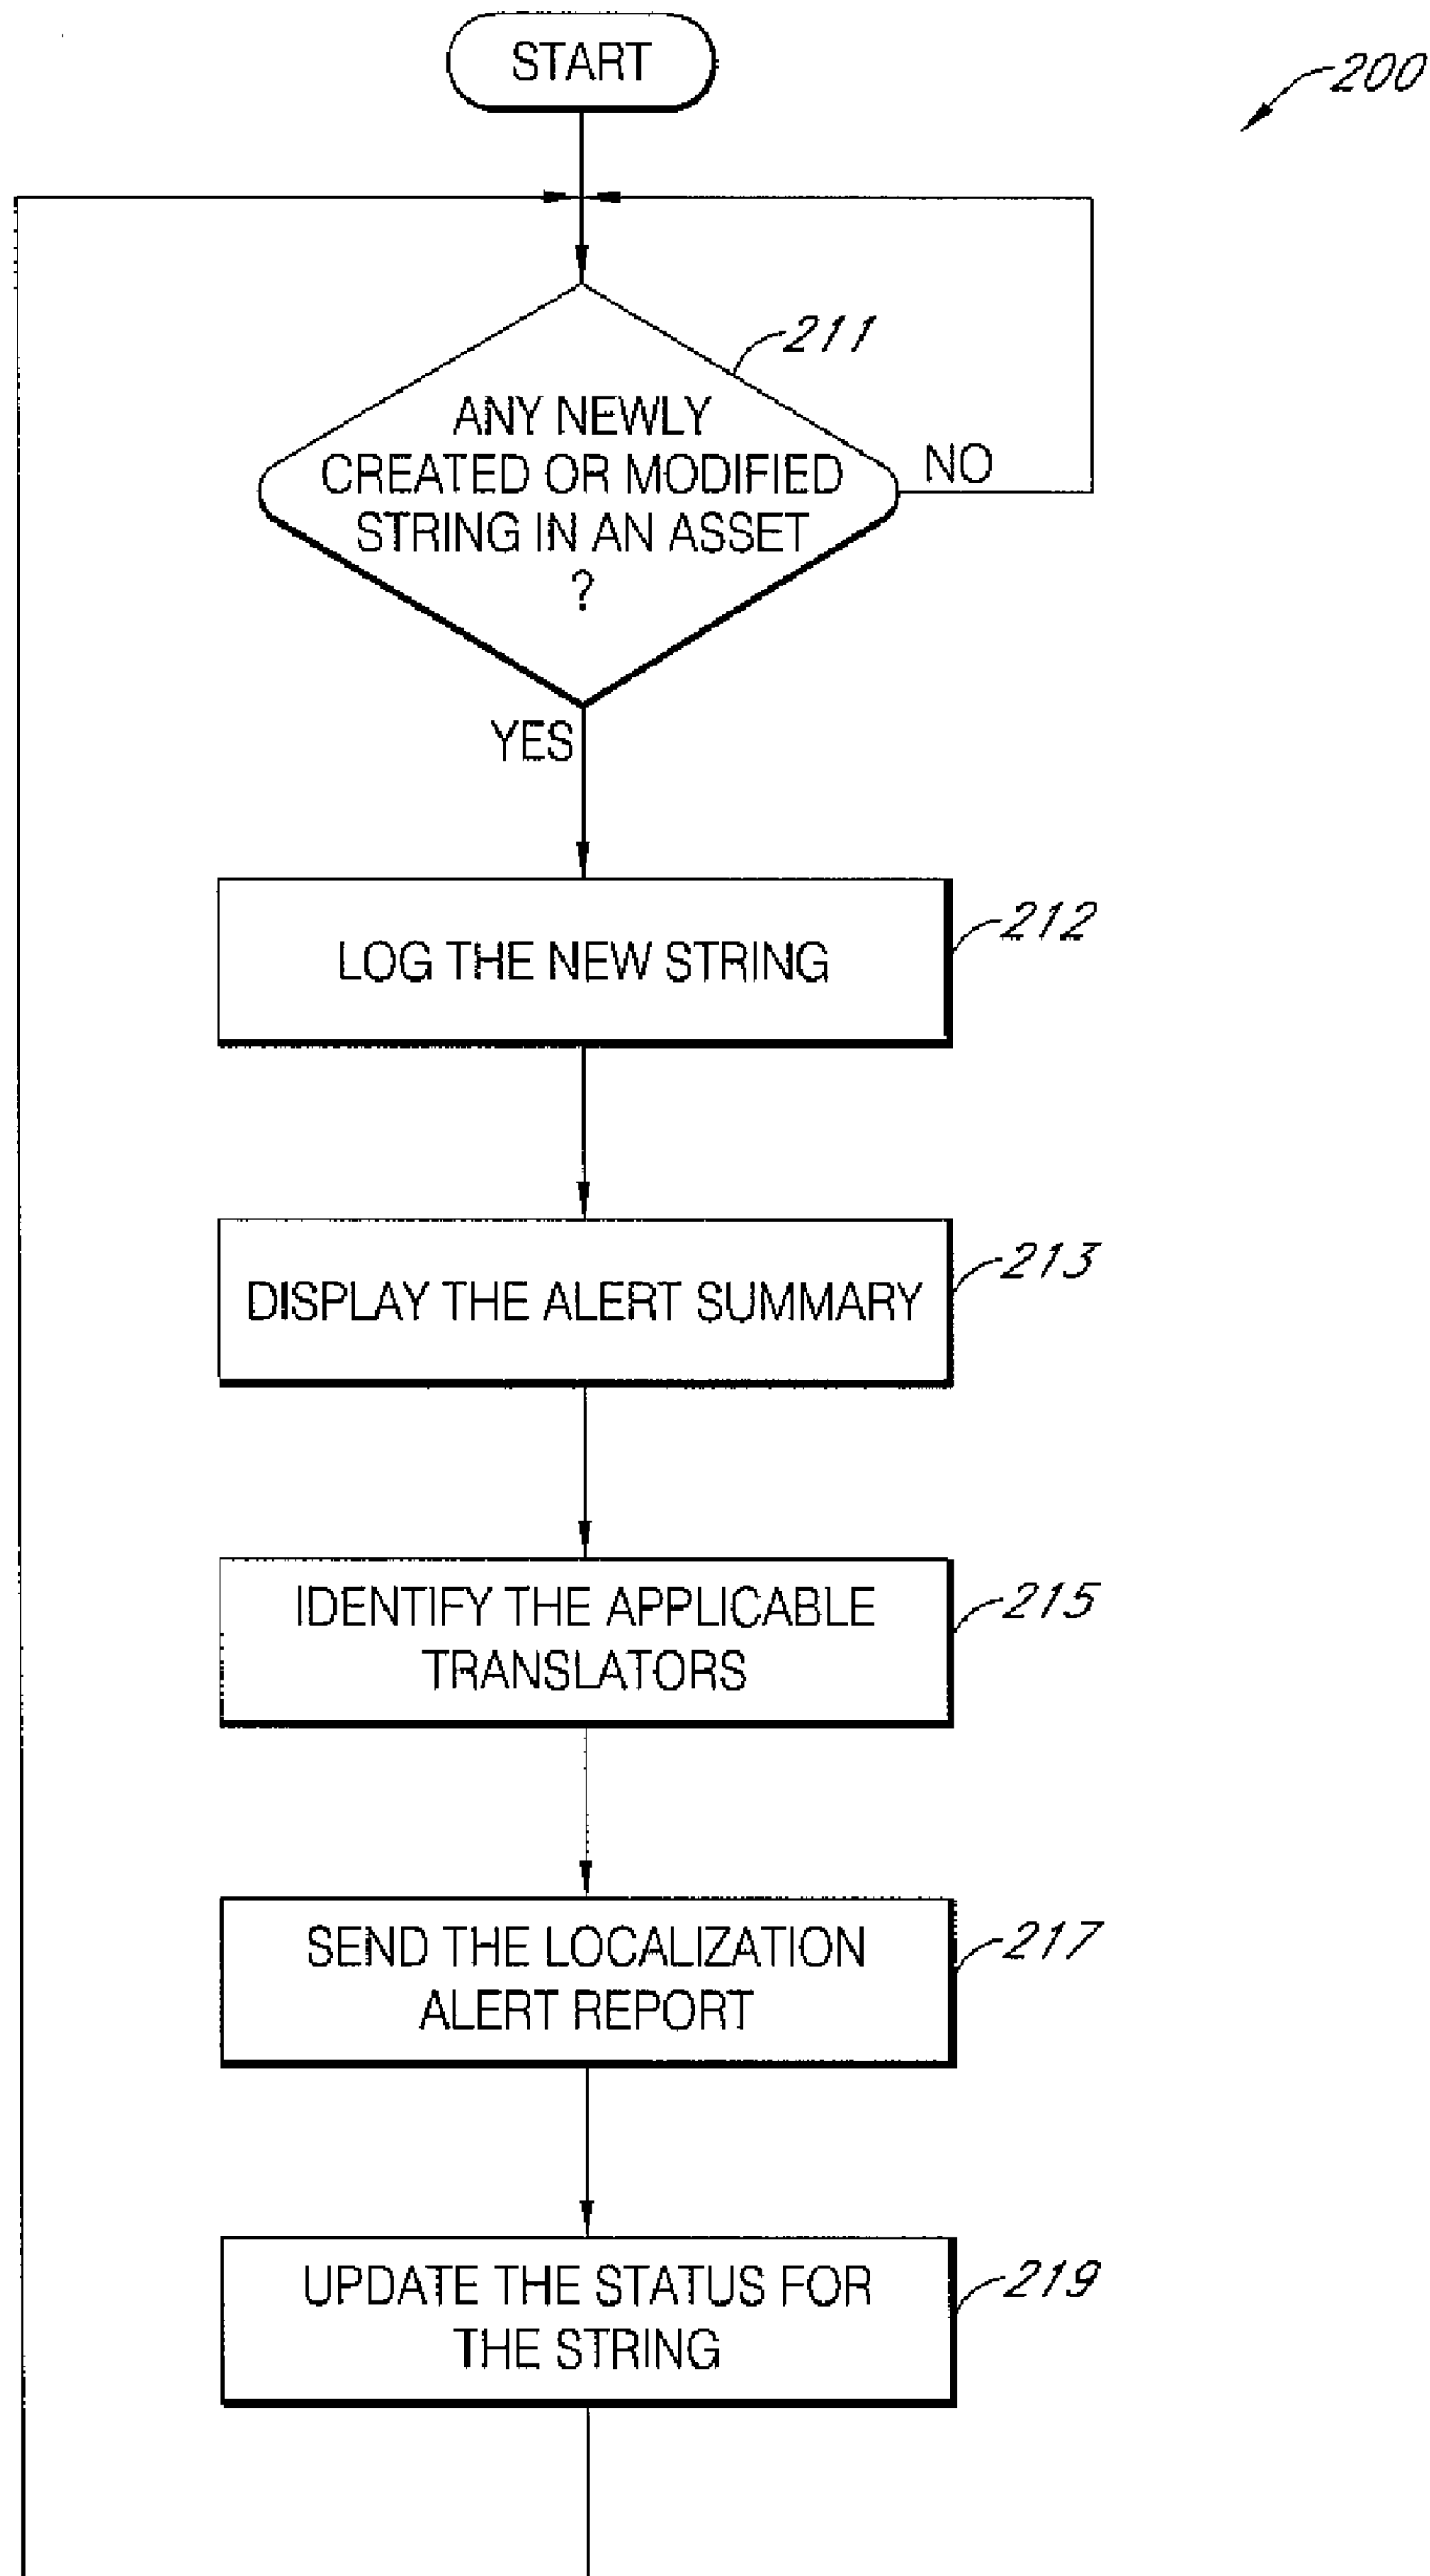 START
200
211
ANY NEWLY
CREATED OR MODIFIED
STRING IN AN ASSET
?
NO
YES
LOG THE NEW STRING
212
DISPLAY THE ALERT SUMMARY
213
IDENTIFY THE APPLICABLE
TRANSLATORS
215
SEND THE LOCALIZATION
ALERT REPORT
217
UPDATE THE STATUS FOR
THE STRING
219